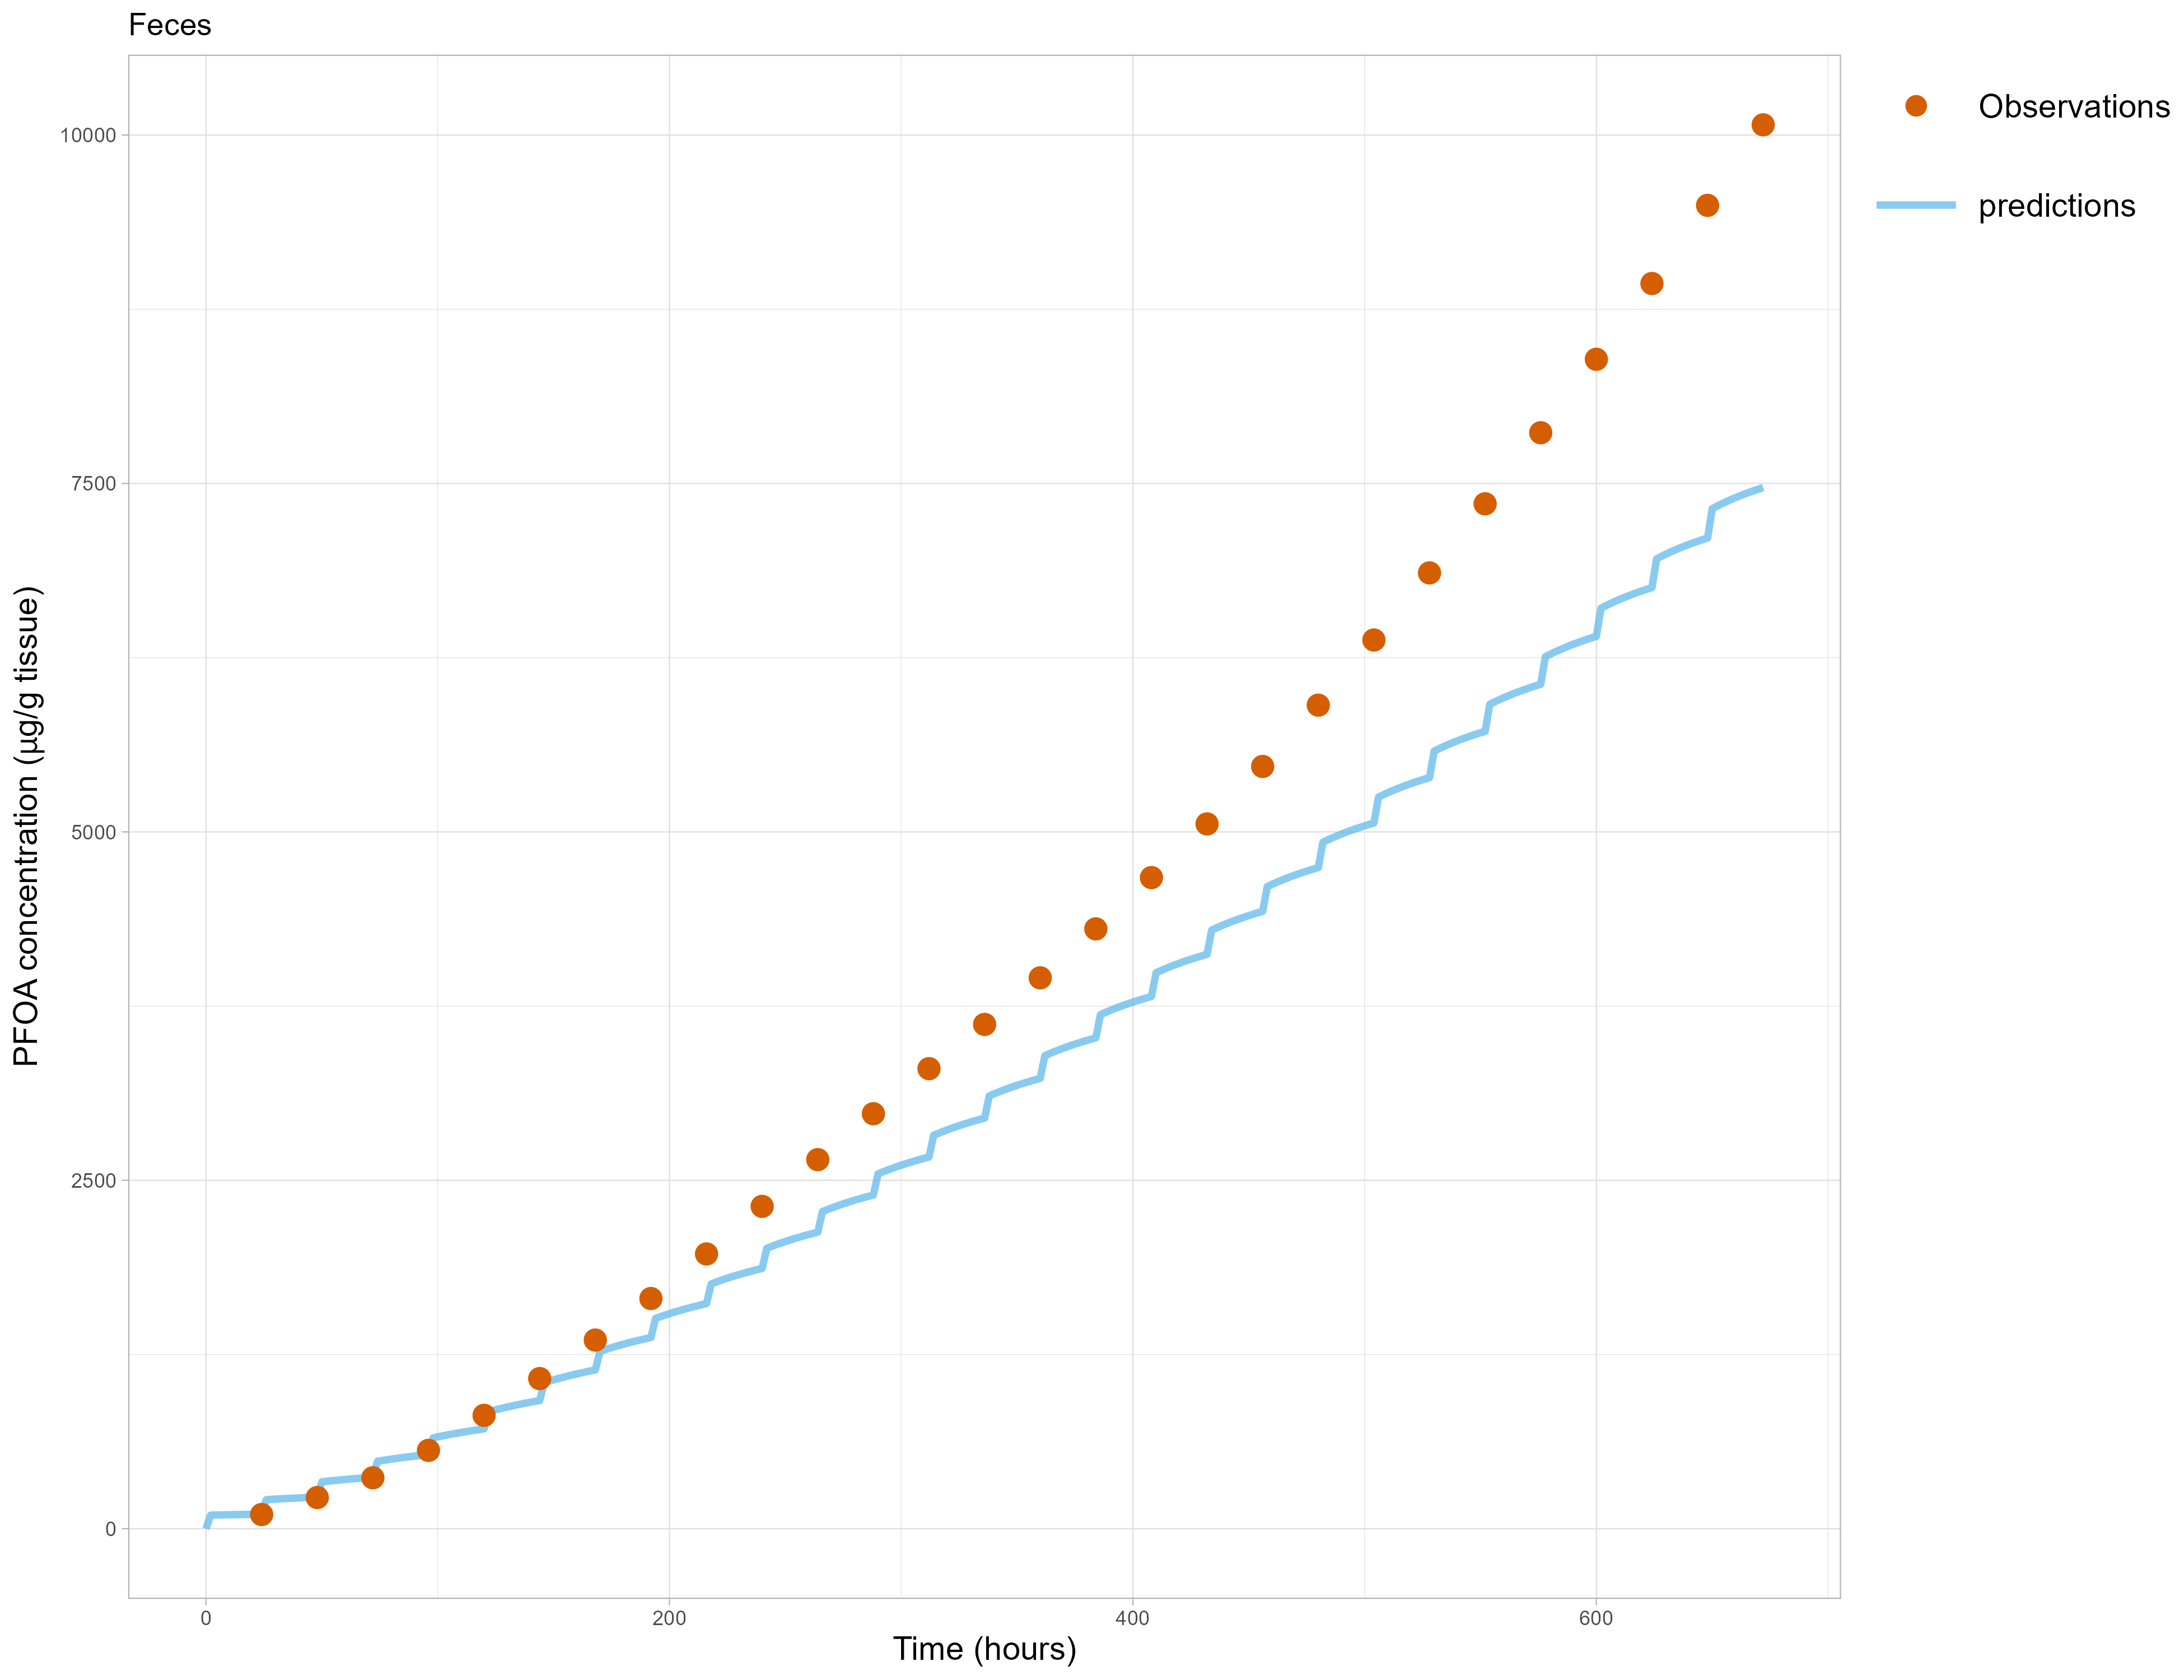 Feces
Observations
predictions
PFOA concentration (µg/g tissue)
10000
7500
5000
2500
0
0
200
400
600
Time (hours)